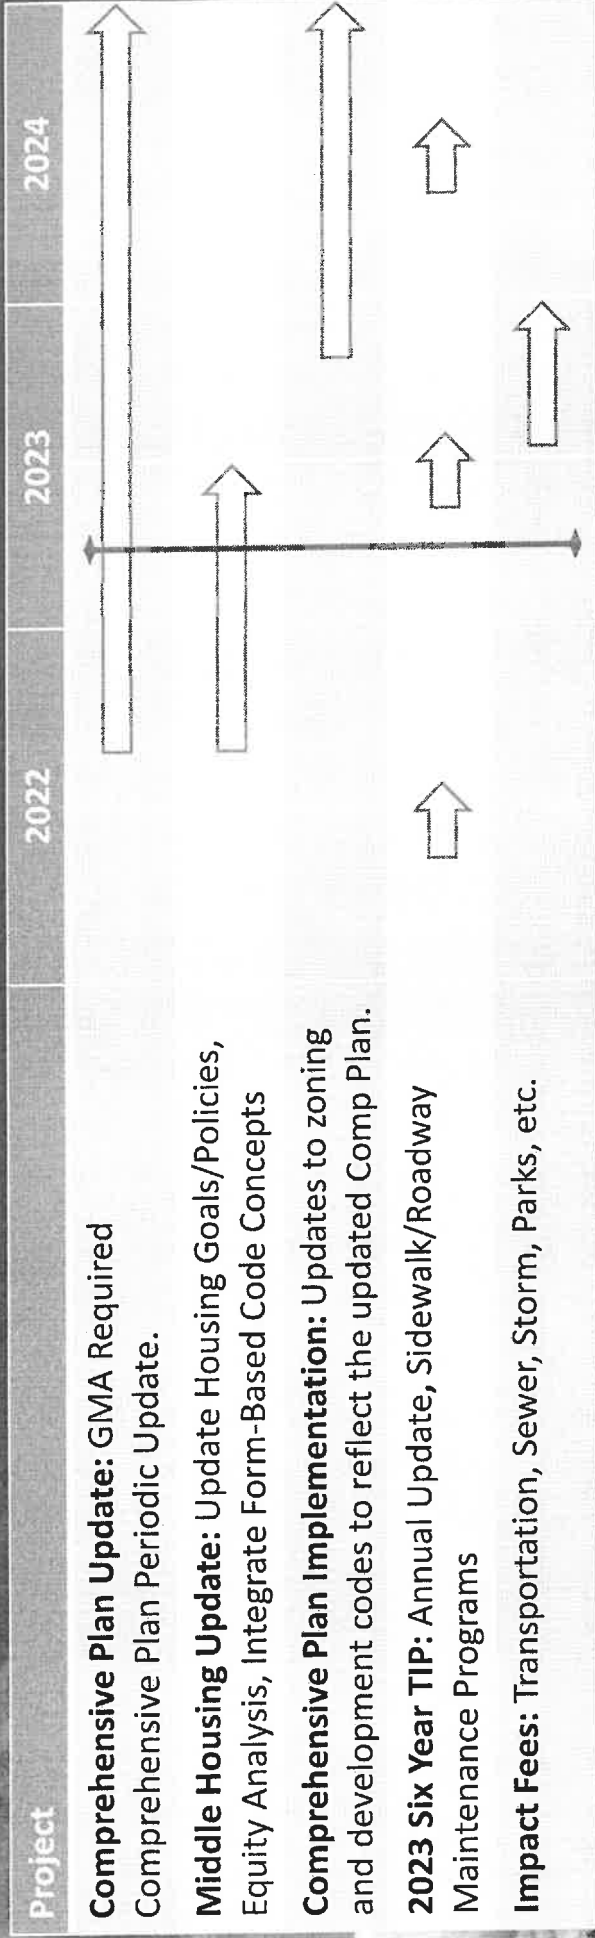 Project 2022 2023 2024
Comprehensive Plan Update: GMA Required
Comprehensive Plan Periodic Update.
Middle Housing Update: Update Housing Goals/Policies,
Equity Analysis, Integrate Form-Based Code Concepts
Comprehensive Plan Implementation: Updates to zoning
and development codes to reflect the updated Comp Plan.
2023 Six Year TIP: Annual Update, Sidewalk/Roadway
Maintenance Programs
Impact Fees: Transportation, Sewer, Storm, Parks, etc.